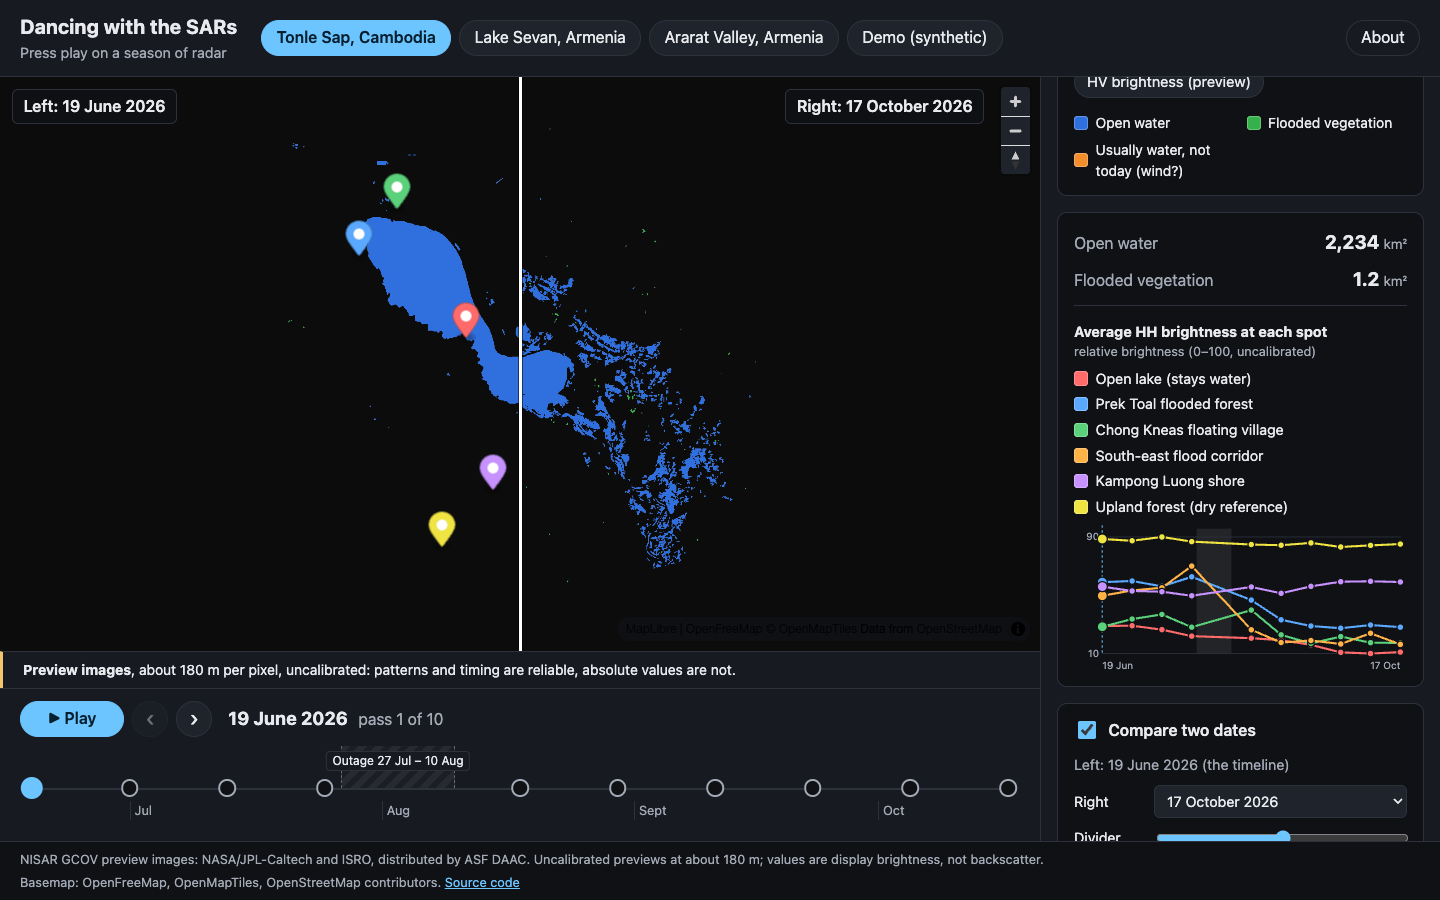 Dancing with the SARs
Press play on a season of radar
Tonle Sap, Cambodia
Lake Sevan, Armenia
Ararat Valley, Armenia
Demo (synthetic)
About
Left: 19 June 2026
Right: 17 October 2026
MapLibre | OpenFreeMap © OpenMapTiles Data from OpenStreetMap
HV brightness (preview)
Open water
Flooded vegetation
Usually water, not
today (wind?)
Open water 2,234 km²
Flooded vegetation 1.2 km²
Average HH brightness at each spot
relative brightness (0–100, uncalibrated)
Open lake (stays water)
Prek Toal flooded forest
Chong Kneas floating village
South-east flood corridor
Kampong Luong shore
Upland forest (dry reference)
90
10
19 Jun 17 Oct
Compare two dates
Left: 19 June 2026 (the timeline)
Right 17 October 2026
Divider
Preview images, about 180 m per pixel, uncalibrated: patterns and timing are reliable, absolute values are not.
Play
19 June 2026 pass 1 of 10
Outage 27 Jul – 10 Aug
Jul Aug Sept Oct
NISAR GCOV preview images: NASA/JPL-Caltech and ISRO, distributed by ASF DAAC. Uncalibrated previews at about 180 m; values are display brightness, not backscatter.
Basemap: OpenFreeMap, OpenMapTiles, OpenStreetMap contributors. Source code